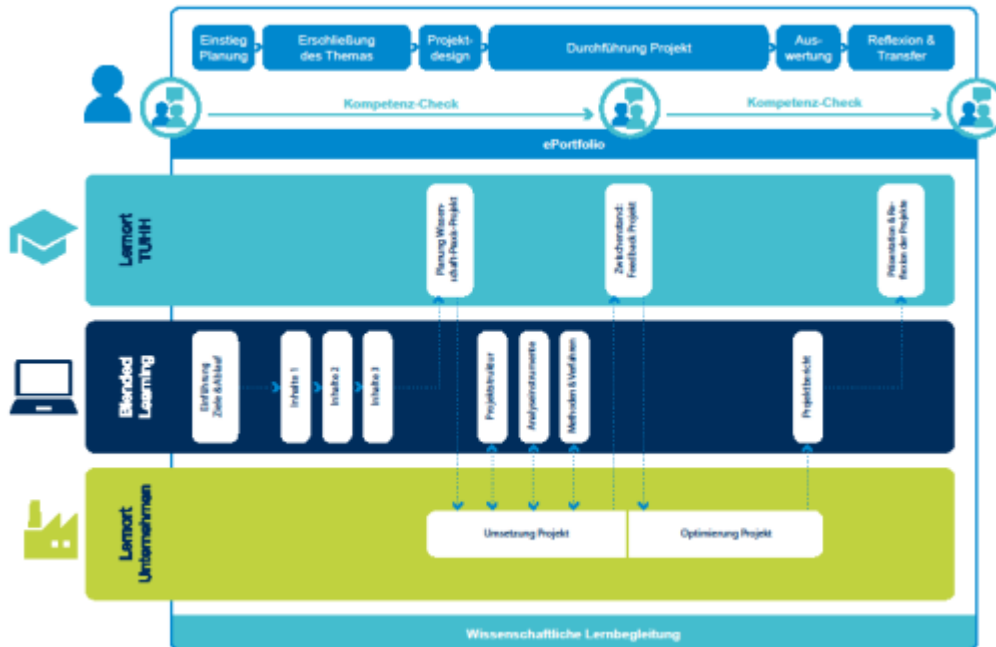 Einstieg
Planung
Erschließung
des Themas
Projekt-
design
Durchführung Projekt
Aus-
wertung
Reflexion &
Transfer
Kompetenz-Check
Kompetenz-Check
ePortfolio
Lernort
TUHH
Planung Wissen-
schaft-Praxis-Projekt
Zwischenstand:
Feedback Projekt
Präsentation & Re-
flexion der Projekte
Blended
Learning
Einführung
Ziele & Ablauf
Inhalte 1
Inhalte 2
Inhalte 3
Projektstruktur
Analyseinstrumente
Methoden & Verfahren
Projektbericht
Lernort
Unternehmen
Umsetzung Projekt
Optimierung Projekt
Wissenschaftliche Lernbegleitung